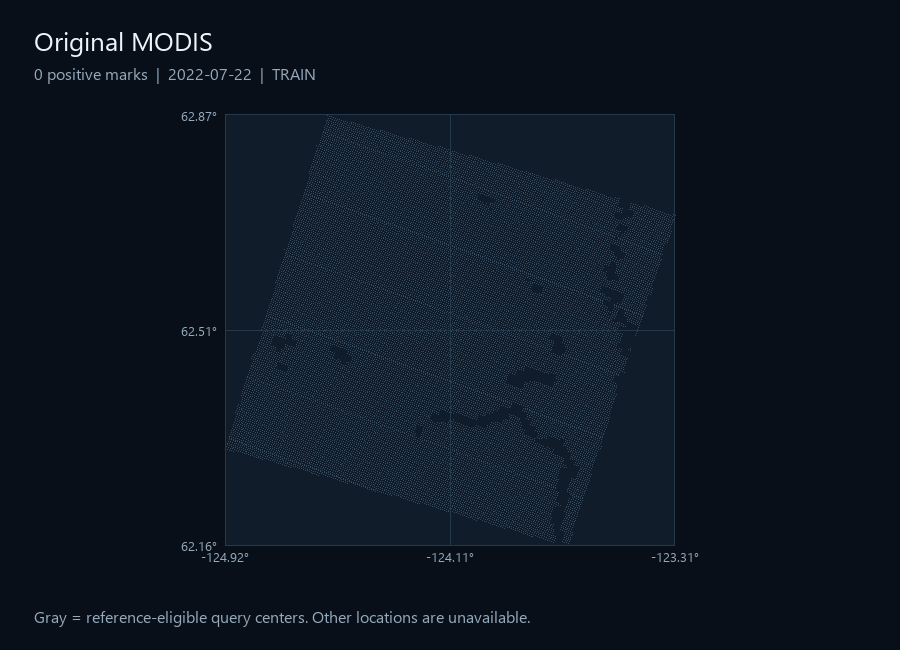 Original MODIS
0 positive marks | 2022-07-22 | TRAIN
62.87°
62.51°
62.16°
-124.92° -124.11° -123.31°
Gray = reference-eligible query centers. Other locations are unavailable.